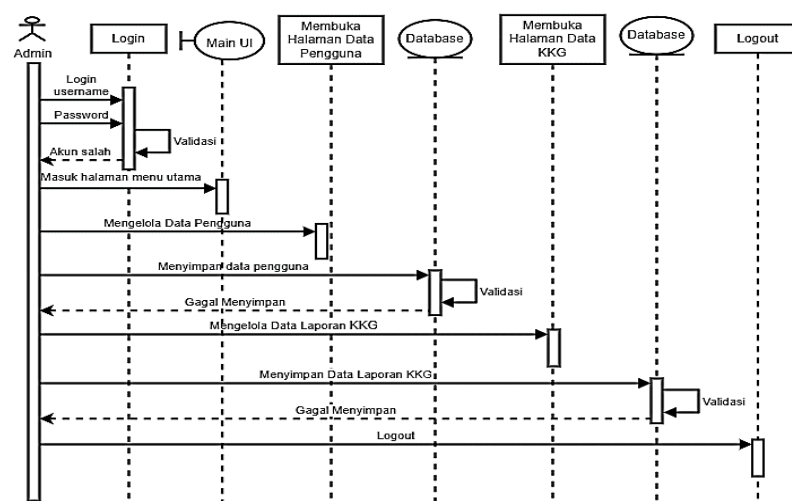 Admin
Login
Main UI
Membuka
Halaman Data
Pengguna
Database
Membuka
Halaman Data
KKG
Database
Logout
Login
username
Password
Validasi
Akun salah
Masuk halaman menu utama
Mengelola Data Pengguna
Menyimpan data pengguna
Validasi
Gagal Menyimpan
Mengelola Data Laporan KKG
Menyimpan Data Laporan KKG
Validasi
Gagal Menyimpan
Logout